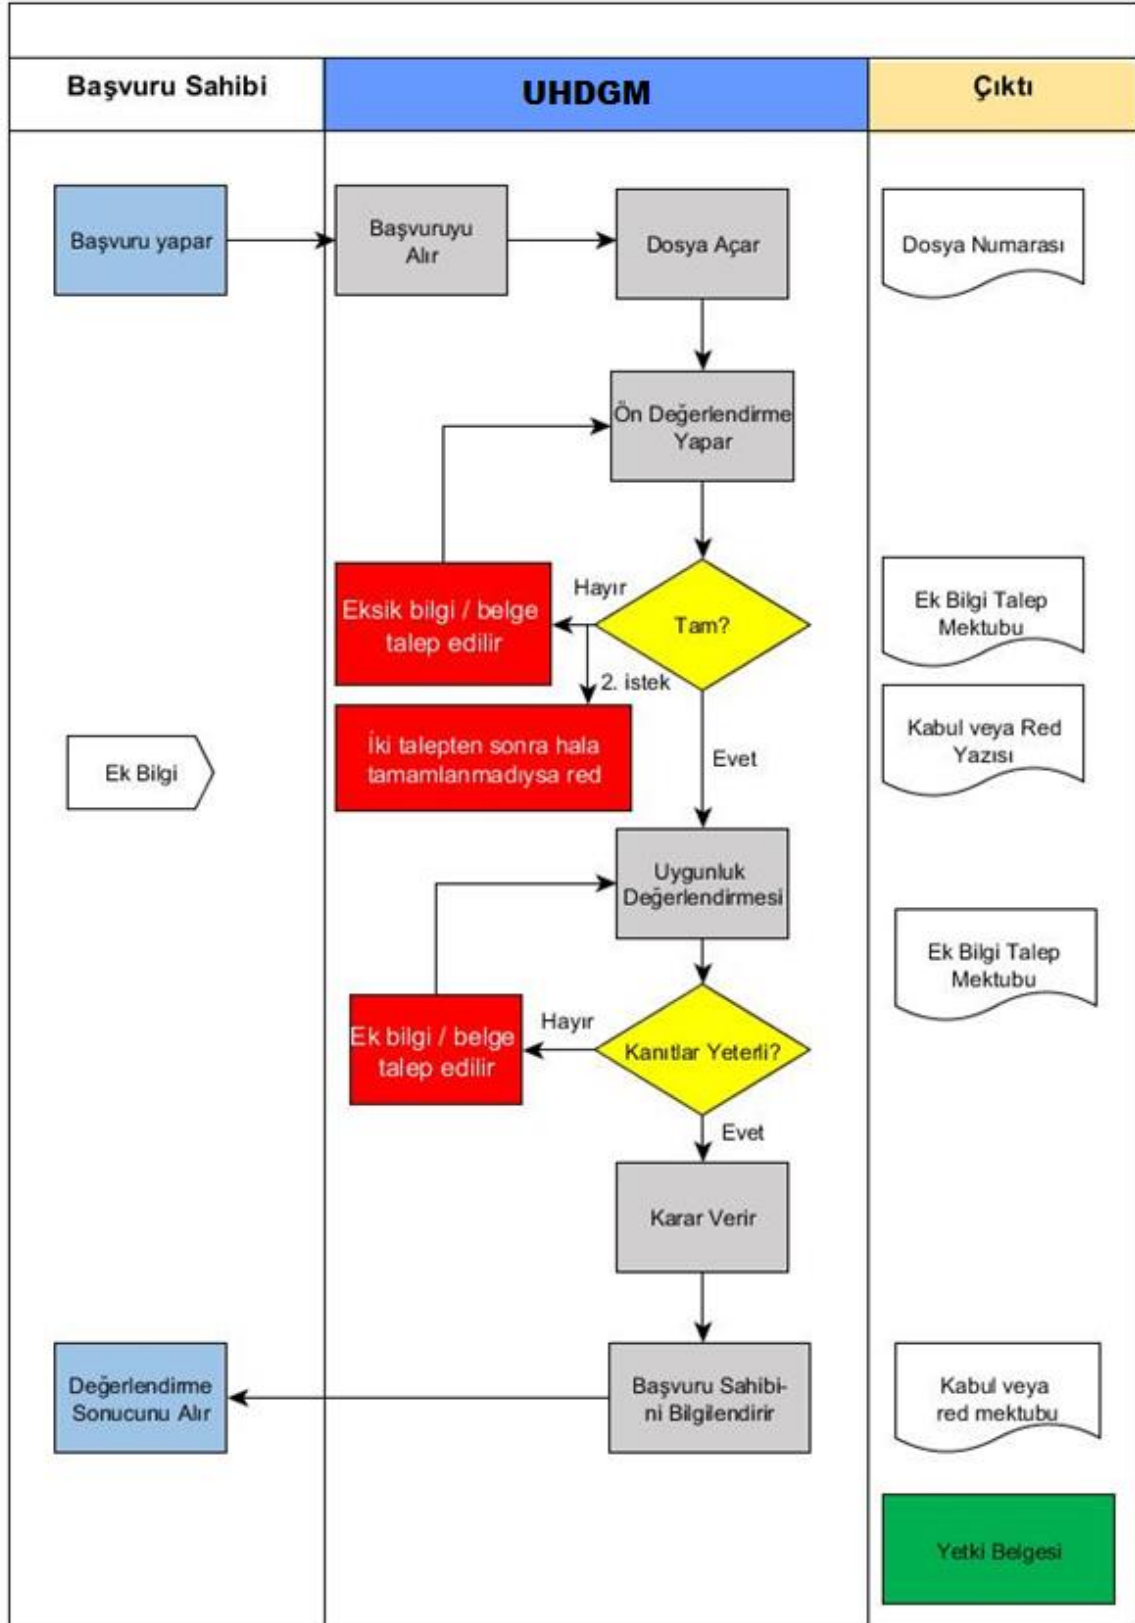 Başvuru Sahibi
UHDGM
Çıktı
Başvuru yapar
Başvuruyu
Alır
Dosya Açar
Dosya Numarası
Ön Değerlendirme
Yapar
Hayır
Tam?
Eksik bilgi / belge
talep edilir
Ek Bilgi Talep
Mektubu
2. istek
Evet
İki talepten sonra hala
tamamlanmadıysa red
Kabul veya Red
Yazısı
Ek Bilgi
Uygunluk
Değerlendirmesi
Ek Bilgi Talep
Mektubu
Hayır
Kanıtlar Yeterli?
Ek bilgi / belge
talep edilir
Evet
Karar Verir
Değerlendirme
Sonucunu Alır
Başvuru Sahibi-
ni Bilgilendirir
Kabul veya
red mektubu
Yetki Belgesi